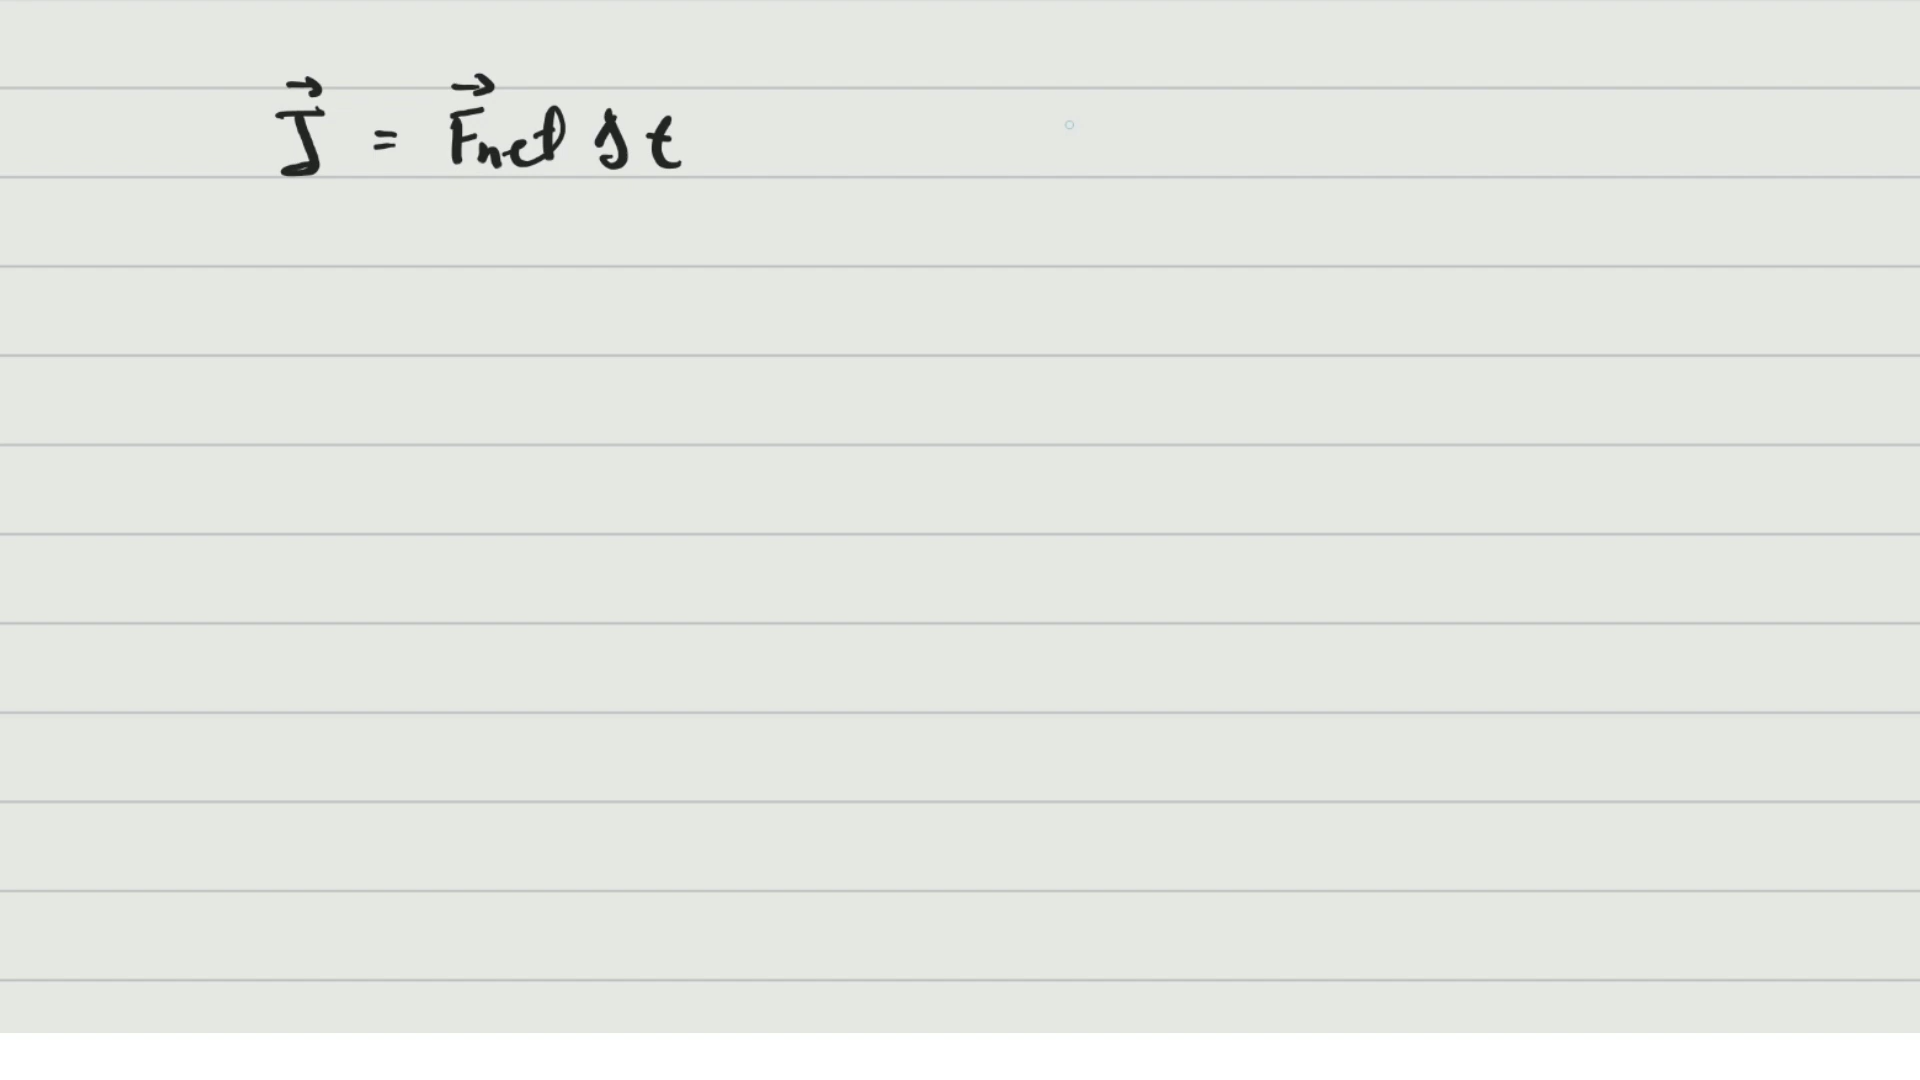 J⃗ = F⃗net Δt